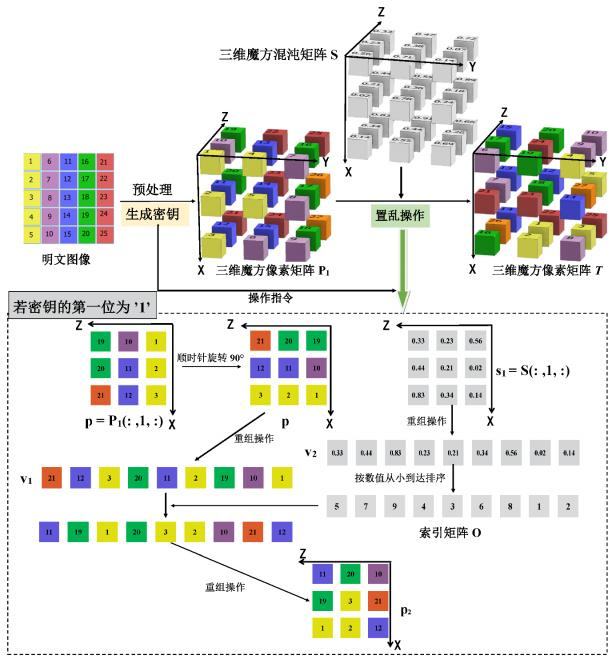 Z
三维魔方混沌矩阵 S
Y
X
1 6 11 16 21
2 7 12 17 22
3 8 13 18 23
4 9 14 19 24
5 10 15 20 25
明文图像
预处理
生成密钥
Z
Y
X
三维魔方像素矩阵 P₁
置乱操作
Z
Y
X
三维魔方像素矩阵 T
操作指令
若密钥的第一位为 '1'
Z
19 10 1
20 11 2
21 12 3
X
p = P₁(: ,1, :)
顺时针旋转 90°
Z
21 20 19
12 11 10
3 2 1
X
p
Z
0.33 0.23 0.56
0.44 0.21 0.02
0.83 0.34 0.14
X
s₁ = S(: ,1, :)
重组操作
重组操作
v₂
0.33 0.44 0.83 0.23 0.21 0.34 0.56 0.02 0.14
v₁
21 12 3 20 11 2 19 10 1
按数值从小到达排序
5 7 9 4 3 6 8 1 2
索引矩阵 O
11 19 1 20 3 2 10 21 12
重组操作
Z
11 20 10
19 3 21
1 2 12
X
p₂